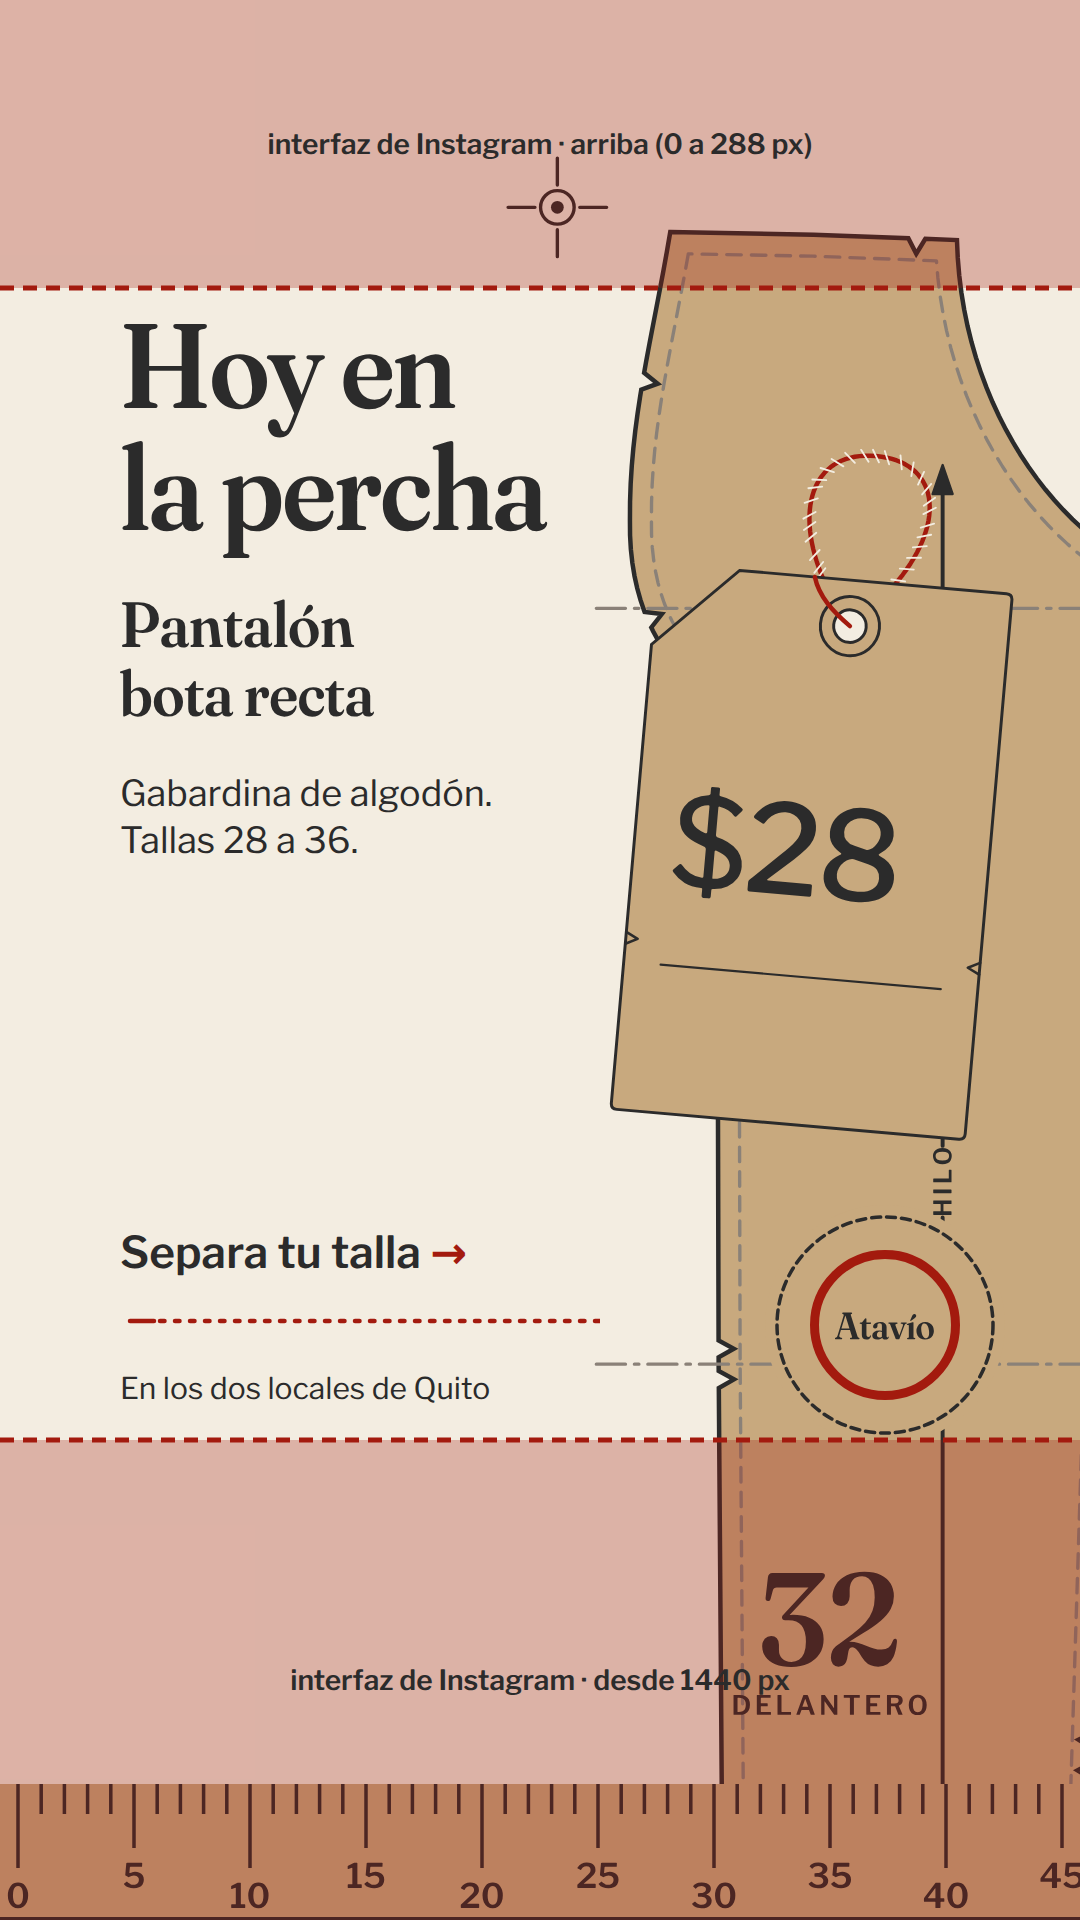 interfaz de Instagram · arriba (0 a 288 px)
Hoy en
la percha
Pantalón
bota recta
Gabardina de algodón.
Tallas 28 a 36.
$28
HILO
Separa tu talla →
Atavío
En los dos locales de Quito
32
interfaz de Instagram · desde 1440 px
DELANTERO
0 5 10 15 20 25 30 35 40 45